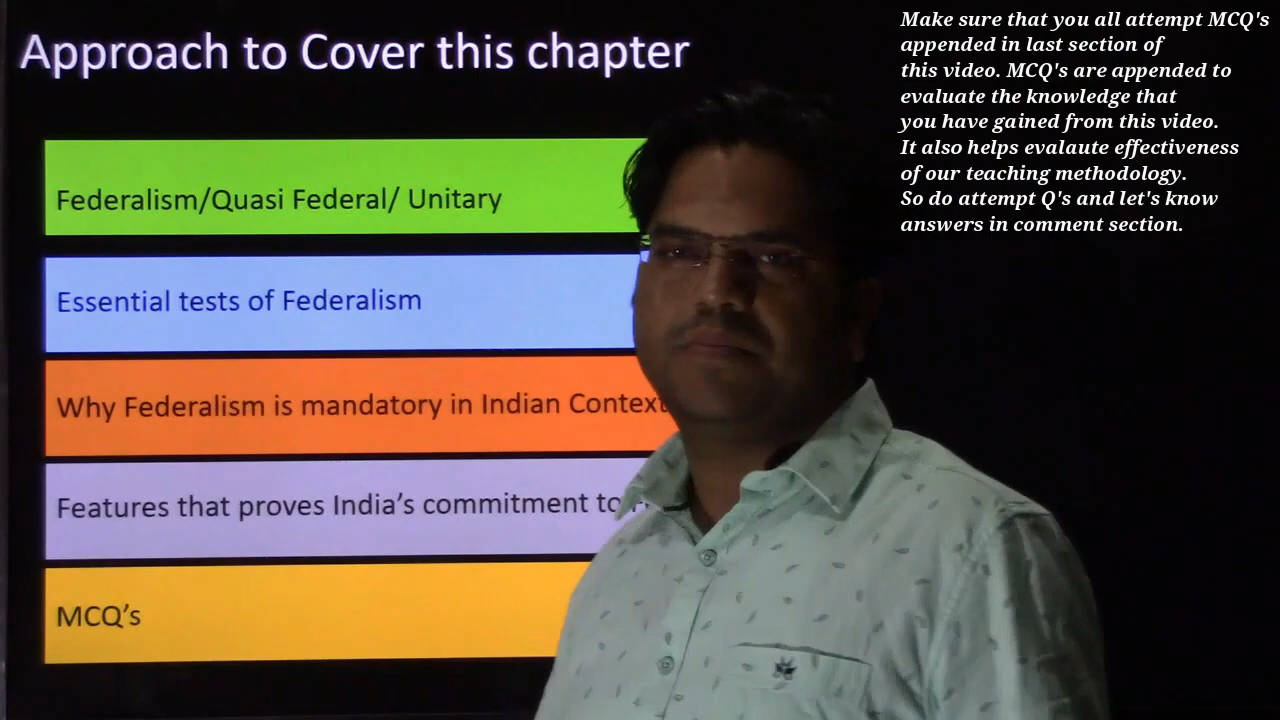 Approach to Cover this chapter
Federalism/Quasi Federal/ Unitary
Essential tests of Federalism
Why Federalism is mandatory in Indian Context
Features that proves India's commitment to
MCQ's
Make sure that you all attempt MCQ's
appended in last section of
this video. MCQ's are appended to
evaluate the knowledge that
you have gained from this video.
It also helps evalaute effectiveness
of our teaching methodology.
So do attempt Q's and let's know
answers in comment section.